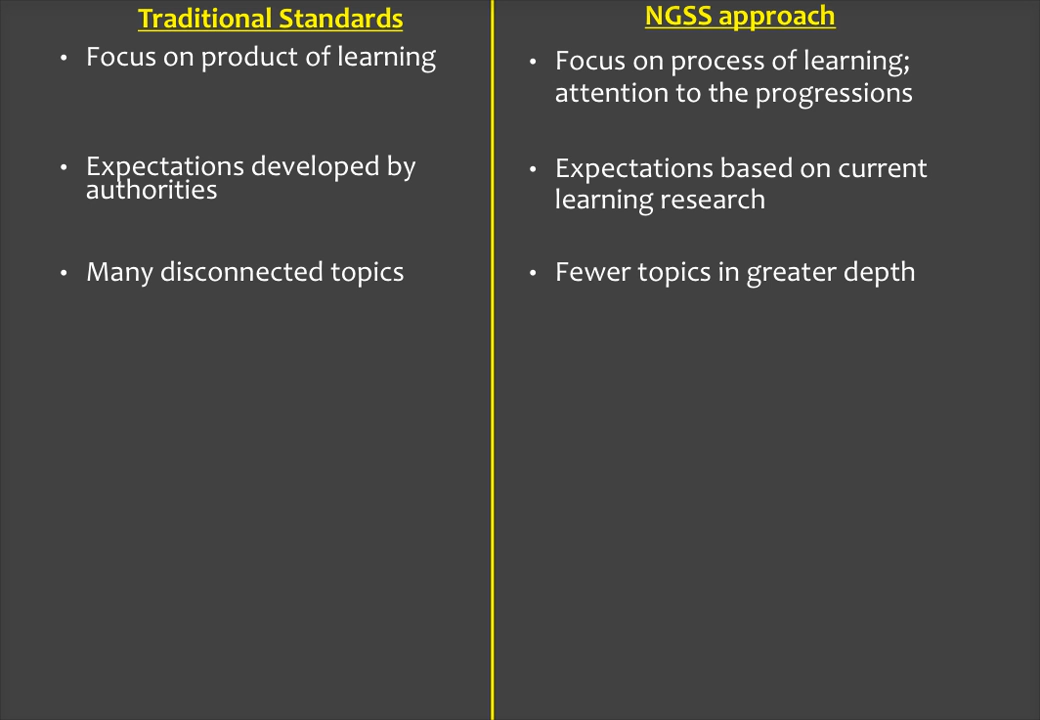 Traditional Standards
• Focus on product of learning
• Expectations developed by
authorities
• Many disconnected topics
NGSS approach
• Focus on process of learning;
attention to the progressions
• Expectations based on current
learning research
• Fewer topics in greater depth